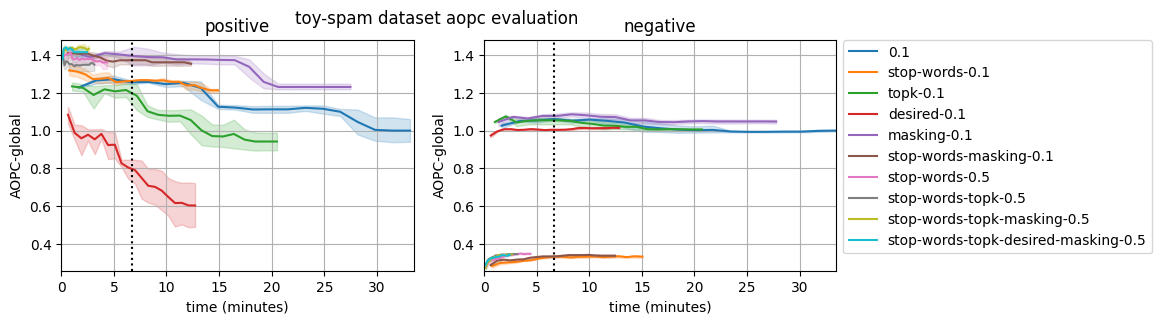 toy-spam dataset aopc evaluation
positive
AOPC-global
1.4
1.2
1.0
0.8
0.6
0.4
0 5 10 15 20 25 30
time (minutes)
negative
AOPC-global
1.4
1.2
1.0
0.8
0.6
0.4
0 5 10 15 20 25 30
time (minutes)
0.1
stop-words-0.1
topk-0.1
desired-0.1
masking-0.1
stop-words-masking-0.1
stop-words-0.5
stop-words-topk-0.5
stop-words-topk-masking-0.5
stop-words-topk-desired-masking-0.5